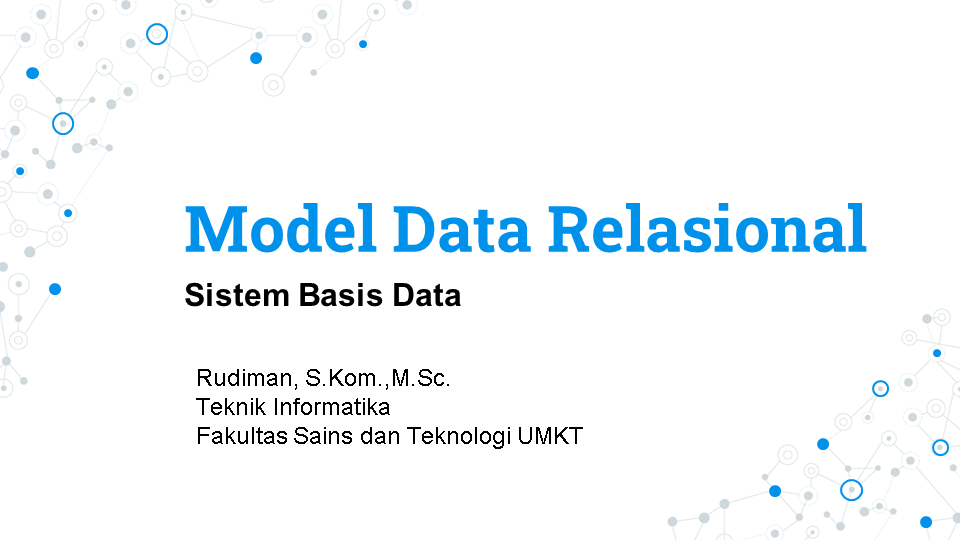 Model Data Relasional
Sistem Basis Data
Rudiman, S.Kom.,M.Sc.
Teknik Informatika
Fakultas Sains dan Teknologi UMKT